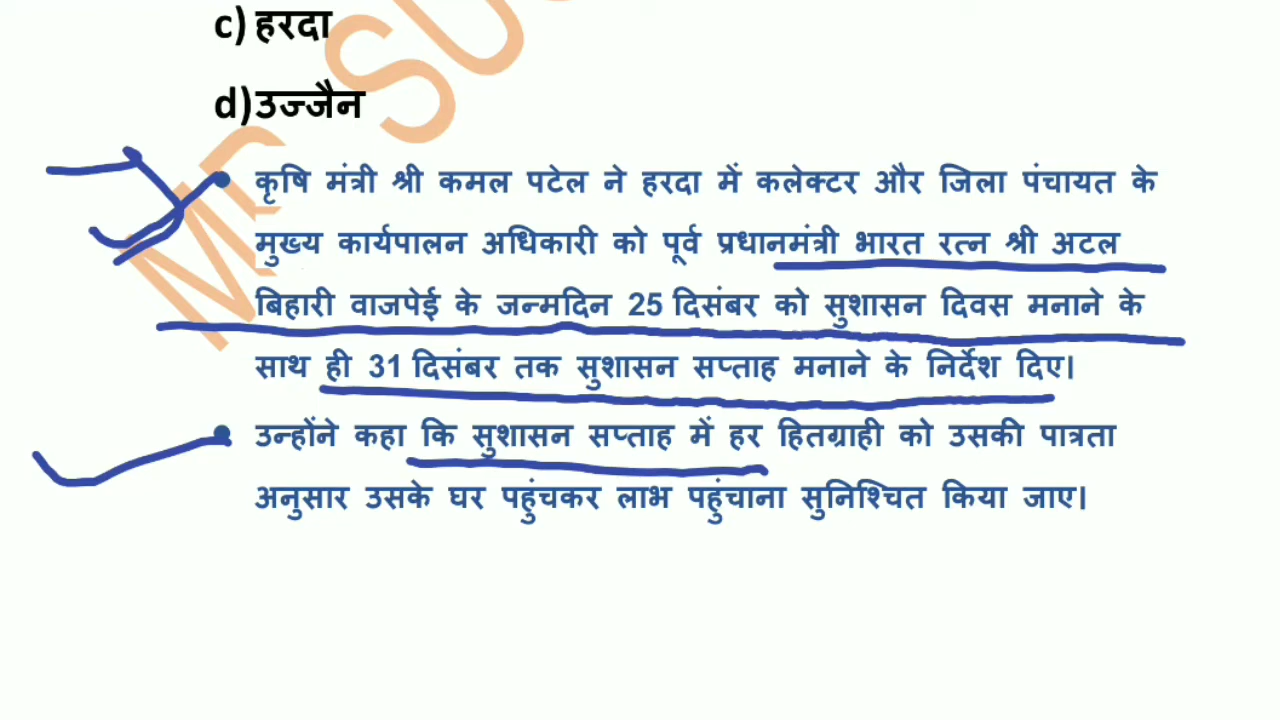 c) हरदा
d) उज्जैन
कृषि मंत्री श्री कमल पटेल ने हरदा में कलेक्टर और जिला पंचायत के
मुख्य कार्यपालन अधिकारी को पूर्व प्रधानमंत्री भारत रत्न श्री अटल
बिहारी वाजपेई के जन्मदिन 25 दिसंबर को सुशासन दिवस मनाने के
साथ ही 31 दिसंबर तक सुशासन सप्ताह मनाने के निर्देश दिए।
उन्होंने कहा कि सुशासन सप्ताह में हर हितग्राही को उसकी पात्रता
अनुसार उसके घर पहुंचकर लाभ पहुंचाना सुनिश्चित किया जाए।